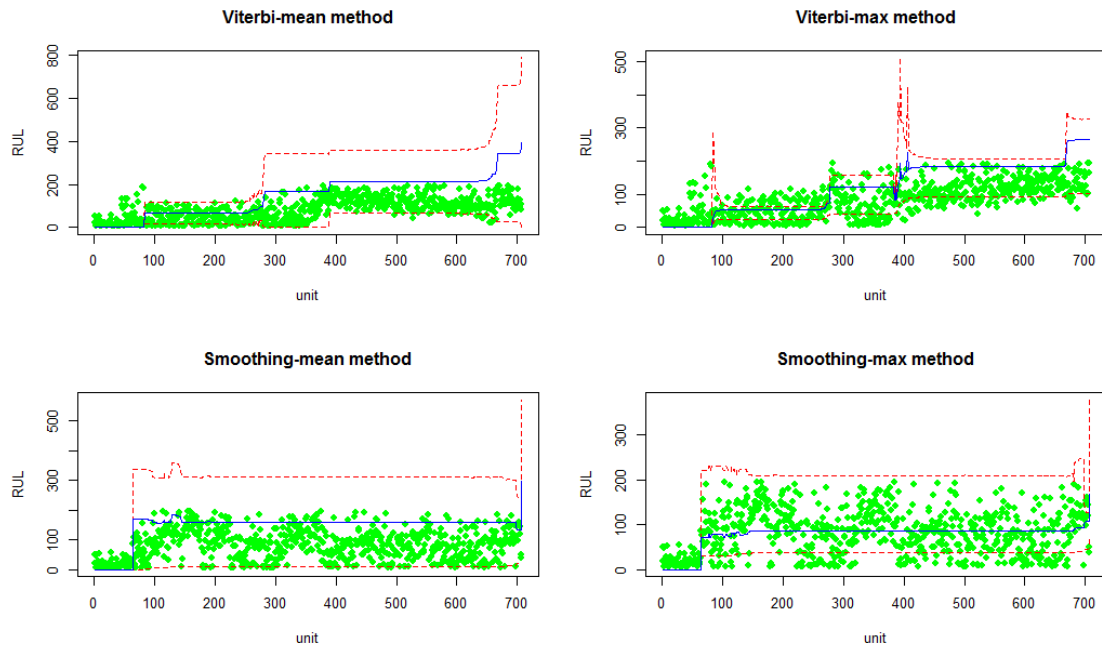 Viterbi-mean method
RUL
0 200 400 600 800
0 100 200 300 400 500 600 700
unit
Viterbi-max method
RUL
0 100 300 500
0 100 200 300 400 500 600 700
unit
Smoothing-mean method
RUL
0 100 300 500
0 100 200 300 400 500 600 700
unit
Smoothing-max method
RUL
0 100 200 300
0 100 200 300 400 500 600 700
unit